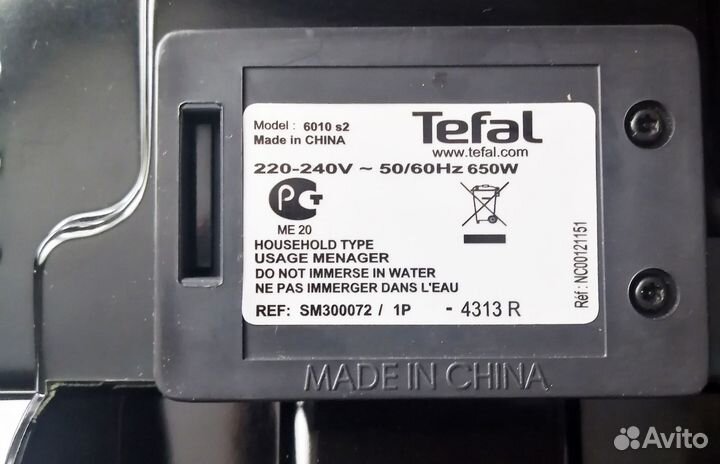 Model : 6010 s2
Made in CHINA
Tefal
www.tefal.com
220-240V ~ 50/60Hz 650W
РСТ
ME 20
HOUSEHOLD TYPE
USAGE MENAGER
DO NOT IMMERSE IN WATER
NE PAS IMMERGER DANS L'EAU
REF: SM300072 / 1P - 4313 R
Réf : NC00121151
MADE IN CHINA
Avito